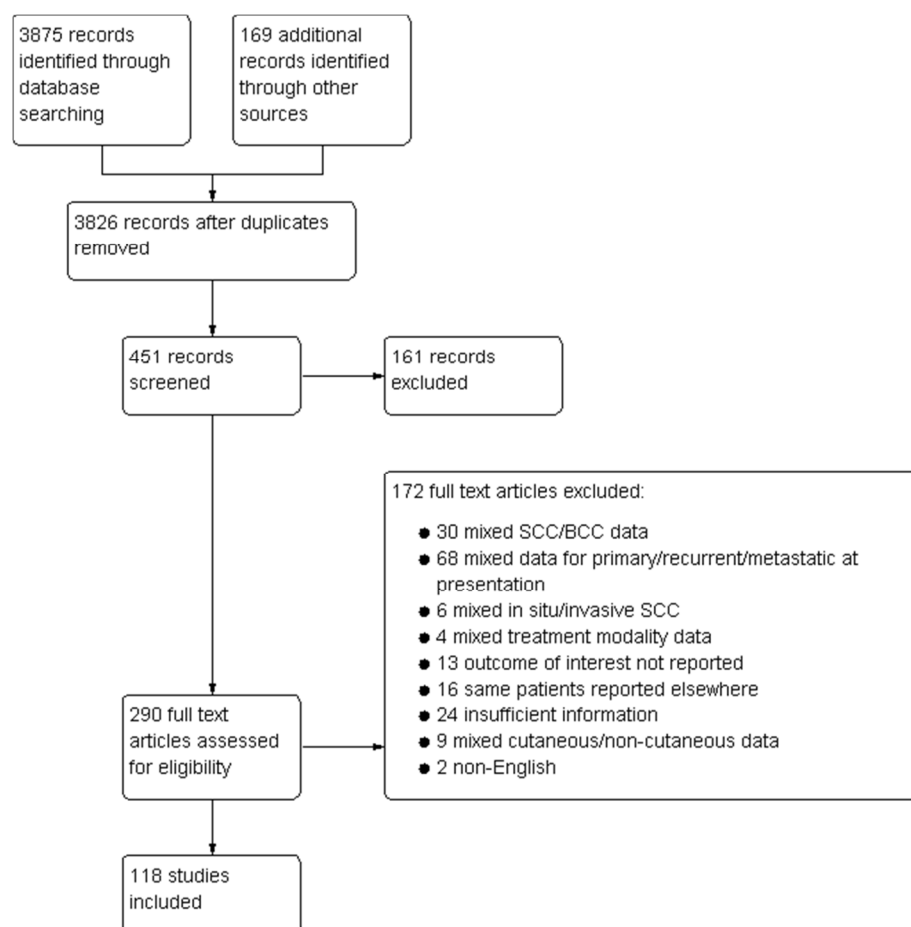 3875 records
identified through
database
searching
169 additional
records identified
through other
sources
3826 records after duplicates
removed
451 records
screened
161 records
excluded
172 full text articles excluded:
● 30 mixed SCC/BCC data
● 68 mixed data for primary/recurrent/metastatic at
presentation
● 6 mixed in situ/invasive SCC
● 4 mixed treatment modality data
● 13 outcome of interest not reported
● 16 same patients reported elsewhere
● 24 insufficient information
● 9 mixed cutaneous/non-cutaneous data
● 2 non-English
290 full text
articles assessed
for eligibility
118 studies
included